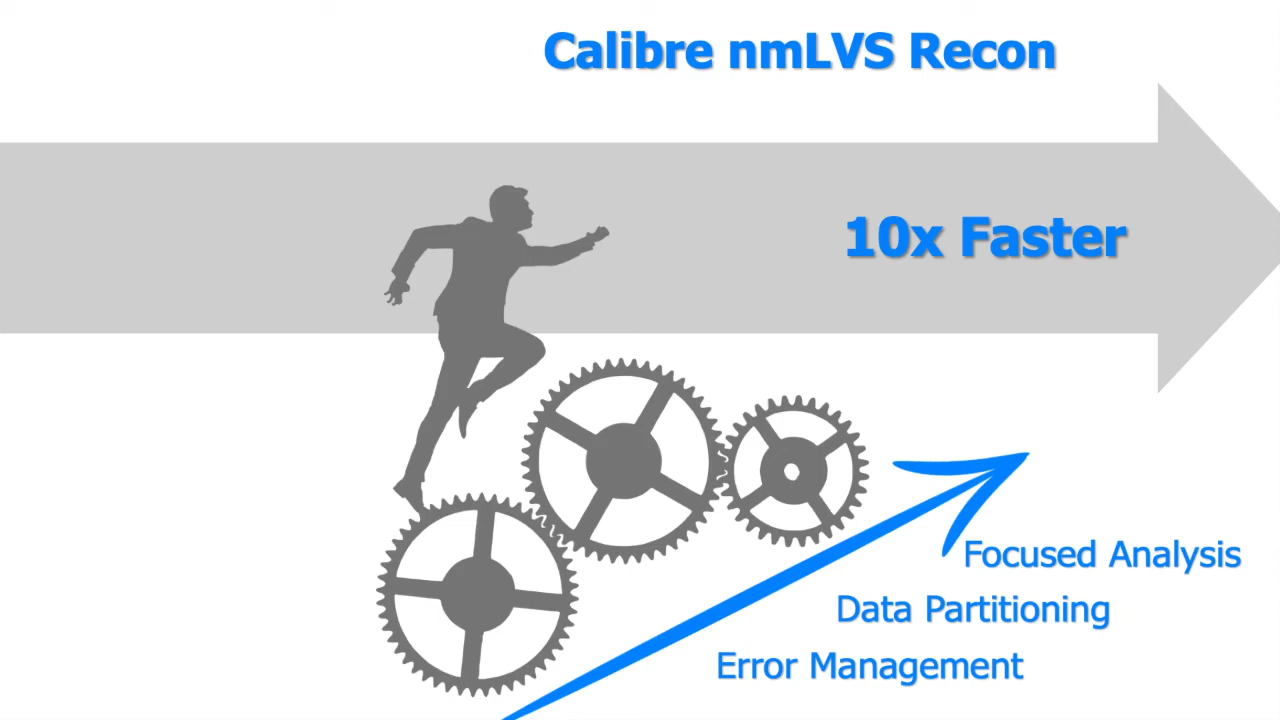 Calibre nmLVS Recon
10x Faster
Focused Analysis
Data Partitioning
Error Management